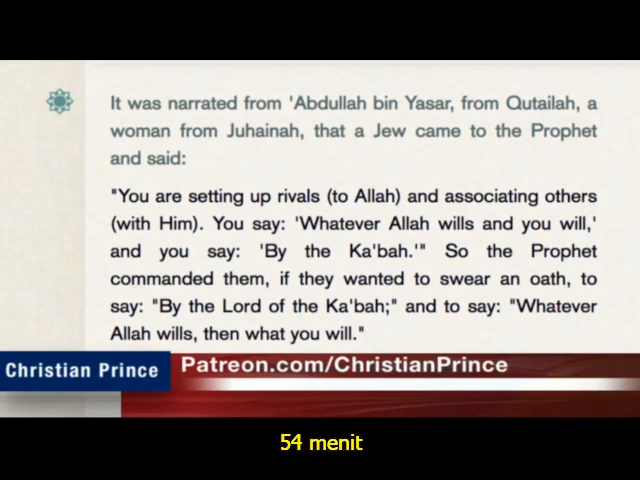 It was narrated from 'Abdullah bin Yasar, from Qutailah, a
woman from Juhainah, that a Jew came to the Prophet
and said:
"You are setting up rivals (to Allah) and associating others
(with Him). You say: 'Whatever Allah wills and you will,'
and you say: 'By the Ka'bah.'" So the Prophet
commanded them, if they wanted to swear an oath, to
say: "By the Lord of the Ka'bah;" and to say: "Whatever
Allah wills, then what you will."
Christian Prince
Patreon.com/ChristianPrince
54 menit